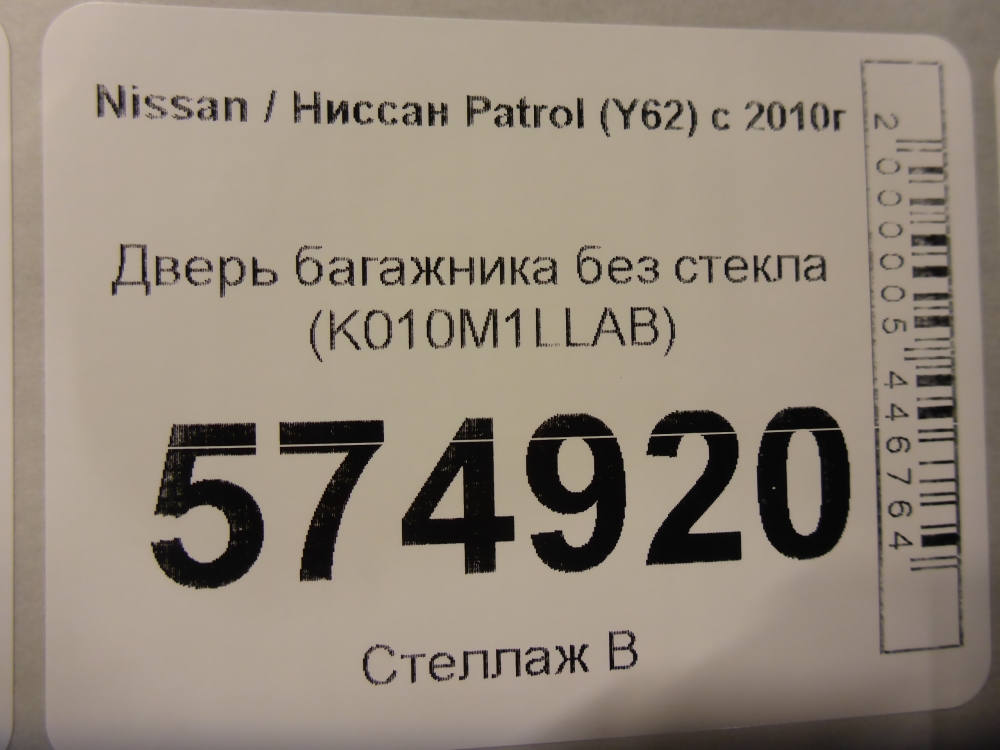 Nissan / Ниссан Patrol (Y62) с 2010г
Дверь багажника без стекла
(K010M1LLAB)
574920
Стеллаж В
2000005446764